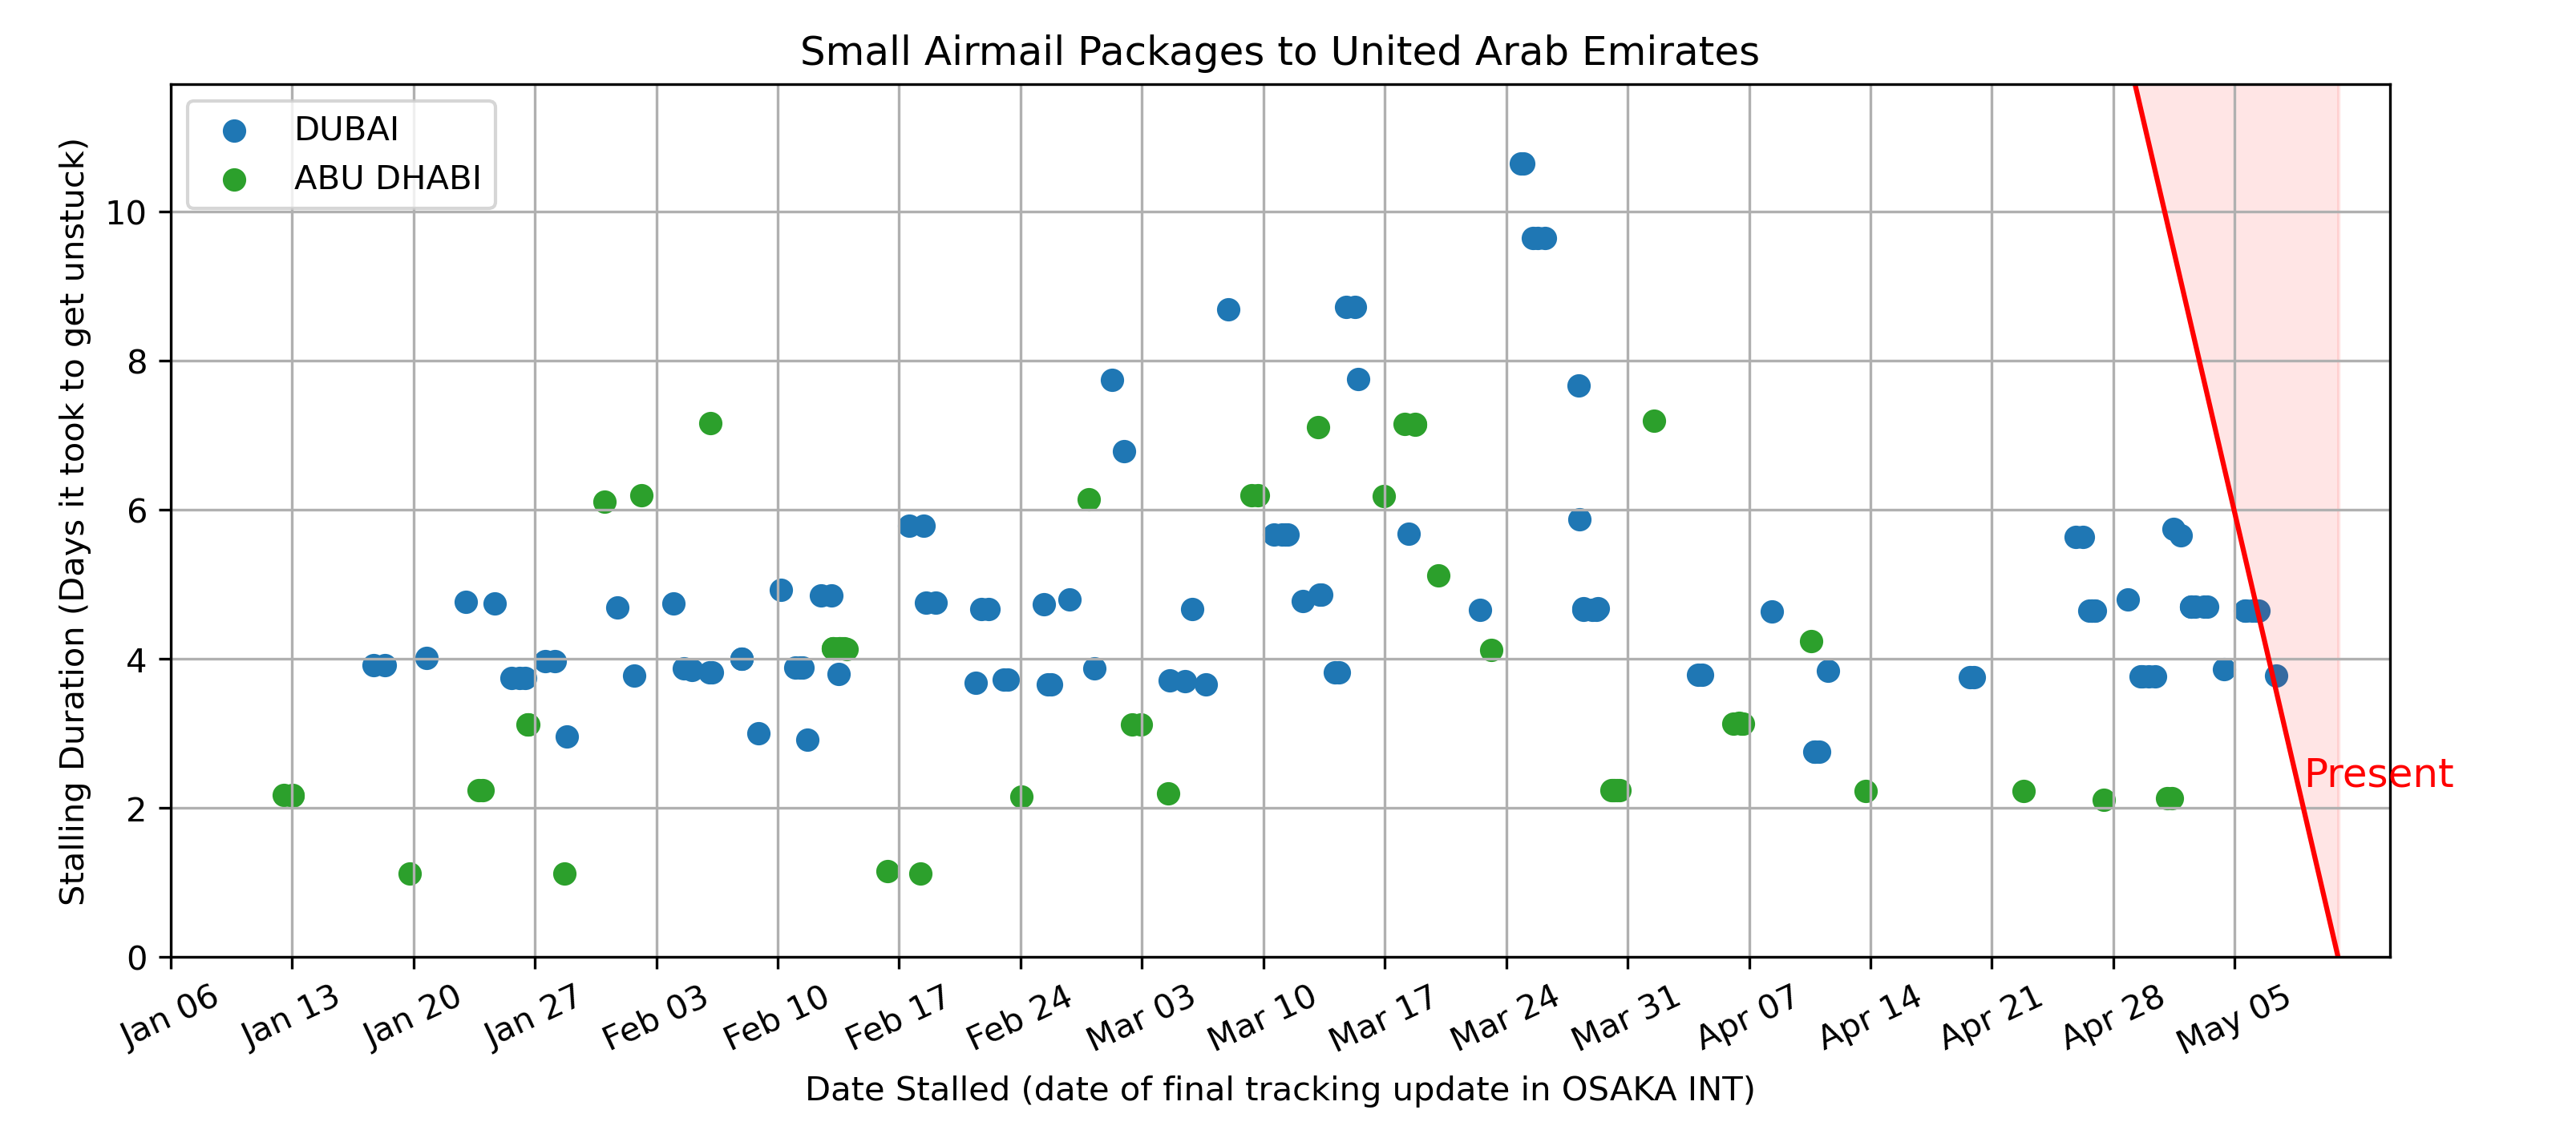 Small Airmail Packages to United Arab Emirates
DUBAI
ABU DHABI
Stalling Duration (Days it took to get unstuck)
10
8
6
4
2
0
Present
Jan 06
Jan 13
Jan 20
Jan 27
Feb 03
Feb 10
Feb 17
Feb 24
Mar 03
Mar 10
Mar 17
Mar 24
Mar 31
Apr 07
Apr 14
Apr 21
Apr 28
May 05
Date Stalled (date of final tracking update in OSAKA INT)